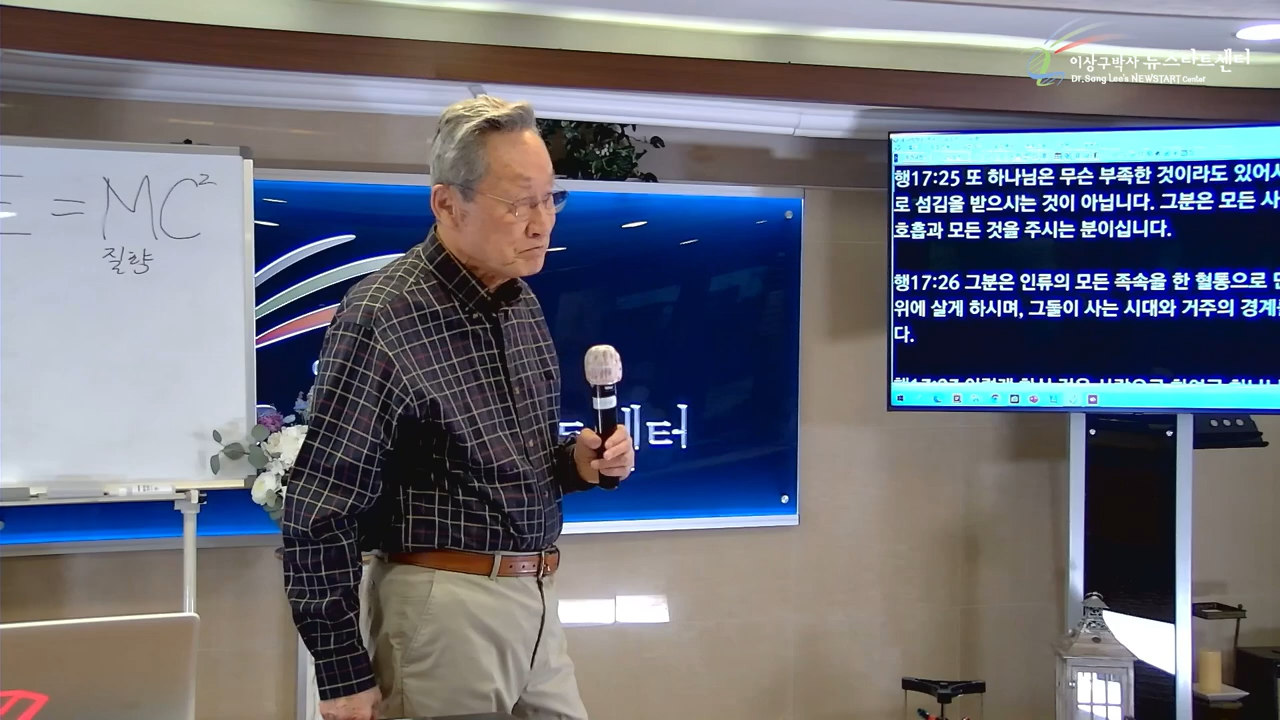 이상구박사 뉴스타트센터
Dr. Sang Lee's NEWSTART Center
= MC²
질략
행17:25 또 하나님은 무슨 부족한 것이라도 있어서
로 섬김을 받으시는 것이 아닙니다. 그분은 모든 사
호흡과 모든 것을 주시는 분이십니다.
행17:26 그분은 인류의 모든 족속을 한 혈통으로
위에 살게 하시며, 그들이 사는 시대와 거주의 경계를
다.
센터